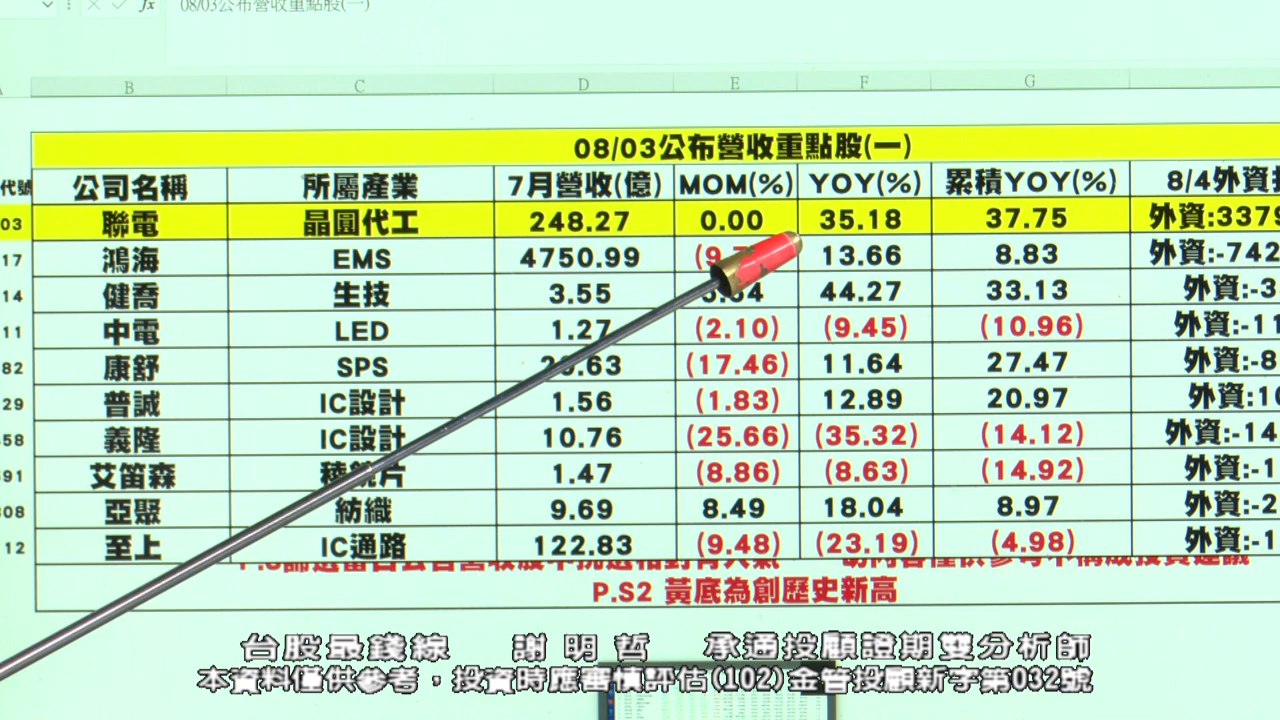 fx 08/03公布營收重點股(一)
B C D E F G
08/03公布營收重點股(一)
代號 公司名稱 所屬產業 7月營收(億) MOM(%) YOY(%) 累積YOY(%) 8/4外資
03 聯電 晶圓代工 248.27 0.00 35.18 37.75 外資:337
17 鴻海 EMS 4750.99 (9. 13.66 8.83 外資:-742
14 健喬 生技 3.55 44.27 33.13 外資:-3
11 中電 LED 1.27 (2.10) (9.45) (10.96) 外資:-1
82 康舒 SPS .63 (17.46) 11.64 27.47 外資:-8
29 普誠 IC設計 1.56 (1.83) 12.89 20.97 外資:1
58 義隆 IC設計 10.76 (25.66) (35.32) (14.12) 外資:-14
91 艾笛森 稜鏡片 1.47 (8.86) (8.63) (14.92) 外資:-1
08 亞聚 紡織 9.69 8.49 18.04 8.97 外資:-2
12 至上 IC通路 122.83 (9.48) (23.19) (4.98) 外資:-1
P.S2 黃底為創歷史新高
台股最錢線 謝明哲 承通投顧證期雙分析師
本資料僅供參考，投資時應審慎評估(102)金管投顧新字第032號